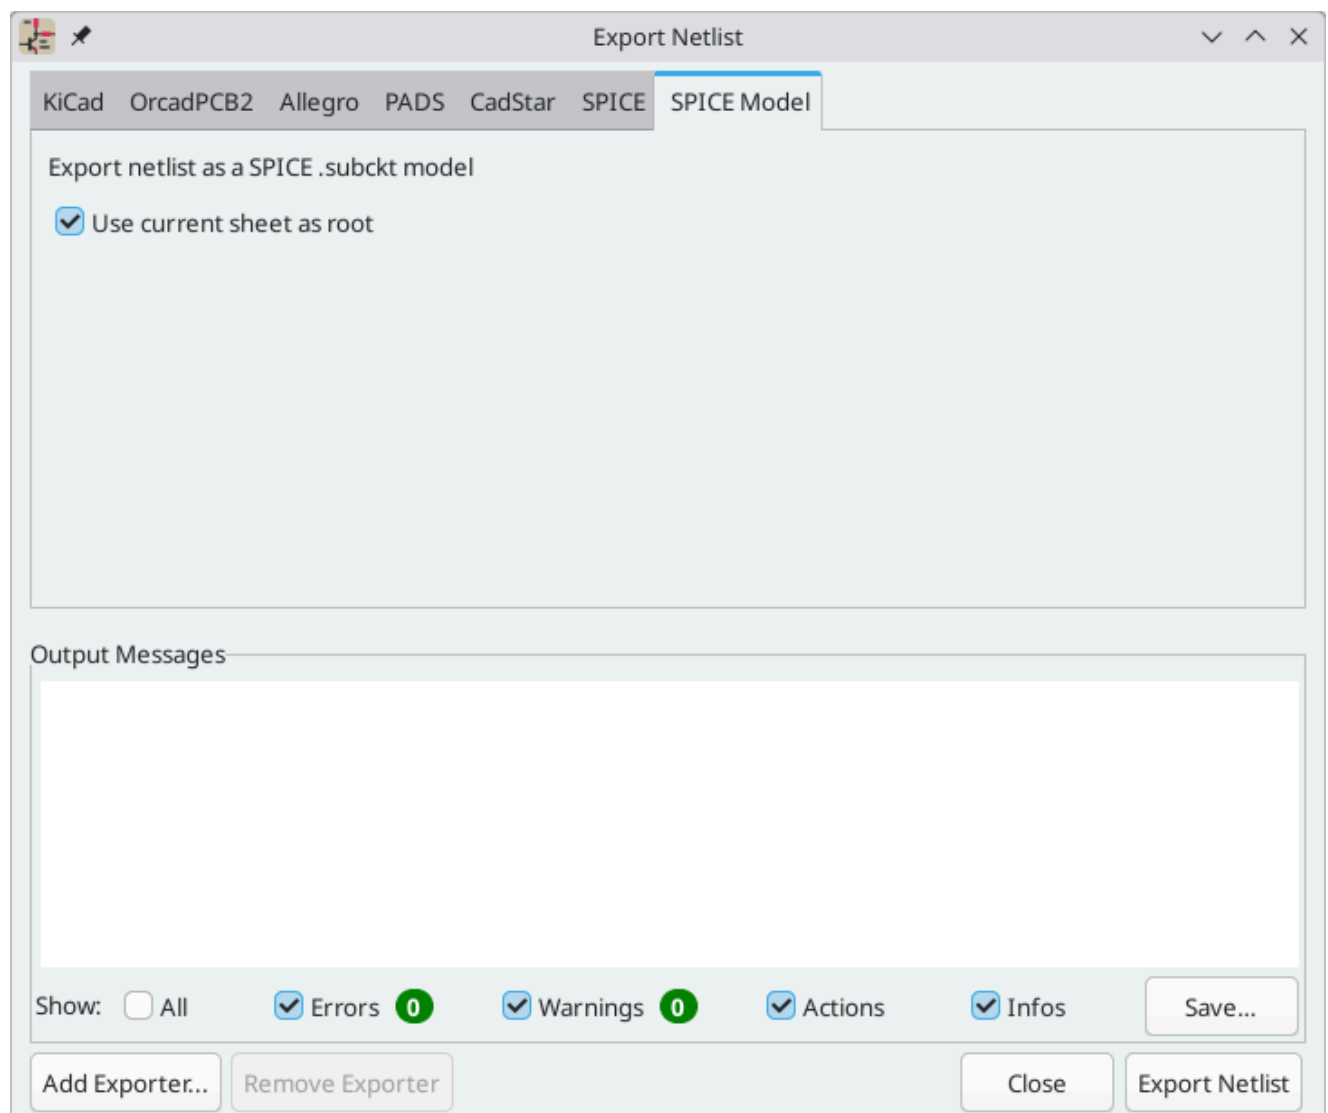 Export Netlist
KiCad OrcadPCB2 Allegro PADS CadStar SPICE SPICE Model
Export netlist as a SPICE .subckt model
Use current sheet as root
Output Messages
Show: All Errors 0 Warnings 0 Actions Infos Save...
Add Exporter... Remove Exporter Close Export Netlist